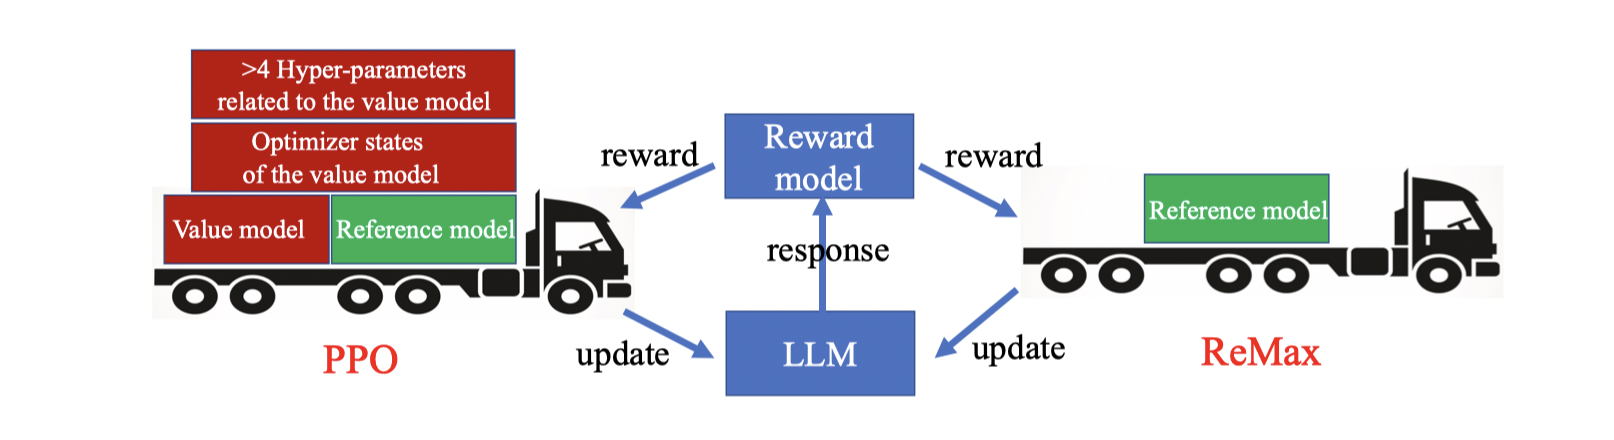 >4 Hyper-parameters
related to the value model
Optimizer states
of the value model
Value model
Reference model
PPO
reward
update
Reward
model
response
LLM
reward
update
Reference model
ReMax